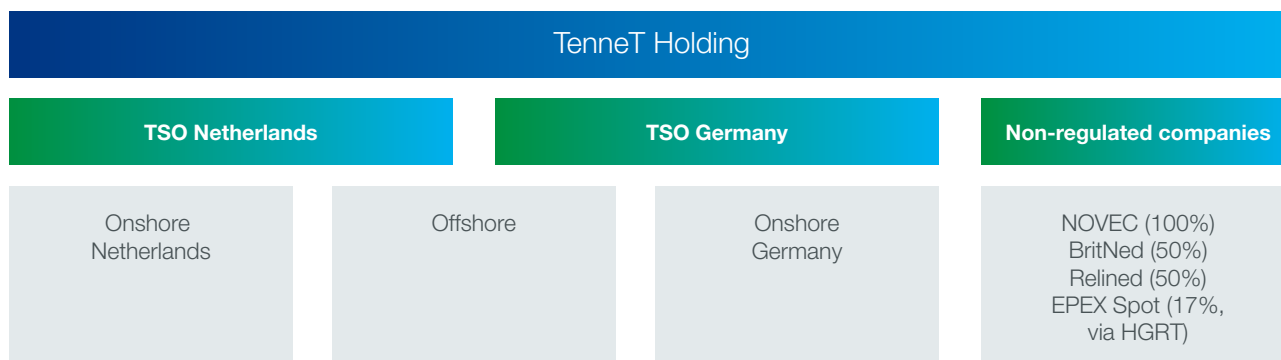 TenneT Holding
TSO Netherlands
TSO Germany
Non-regulated companies
Onshore
Netherlands
Offshore
Onshore
Germany
NOVEC (100%)
BritNed (50%)
Relined (50%)
EPEX Spot (17%,
via HGRT)